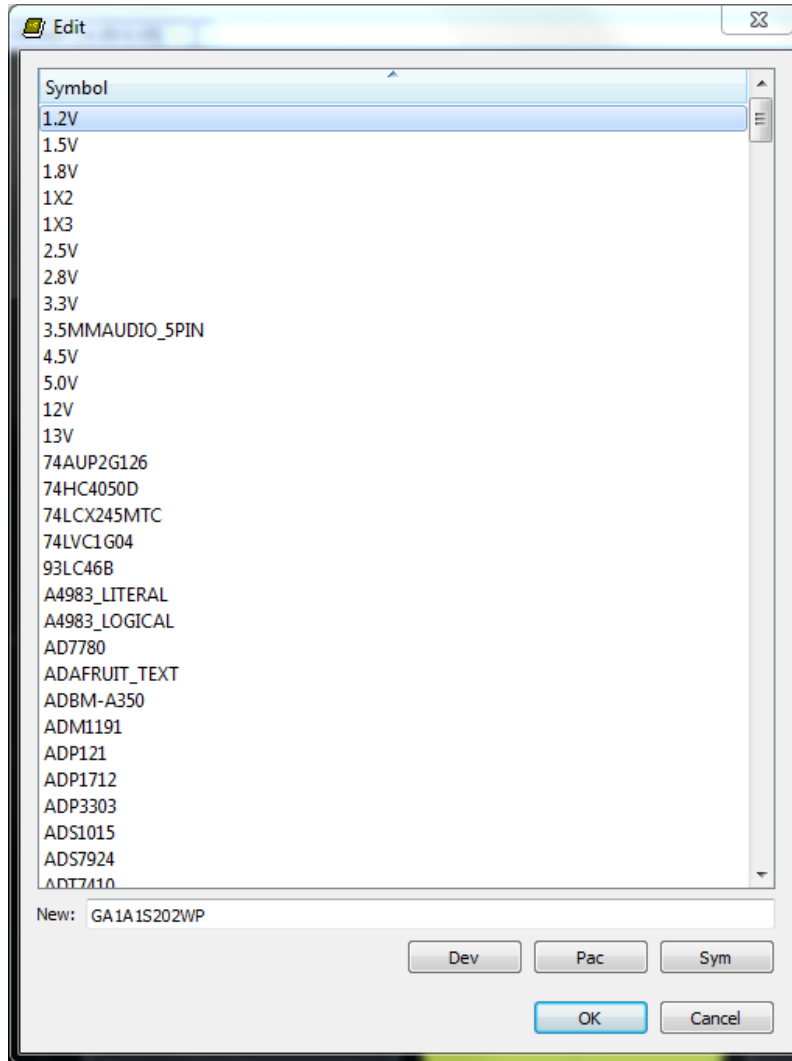 Edit
Symbol
1.2V
1.5V
1.8V
1X2
1X3
2.5V
2.8V
3.3V
3.5MMAUDIO_5PIN
4.5V
5.0V
12V
13V
74AUP2G126
74HC4050D
74LCX245MTC
74LVC1G04
93LC46B
A4983_LITERAL
A4983_LOGICAL
AD7780
ADAFRUIT_TEXT
ADBM-A350
ADM1191
ADP121
ADP1712
ADP3303
ADS1015
ADS7924
ADT7410
New: GA1A1S202WP
Dev Pac Sym
OK Cancel